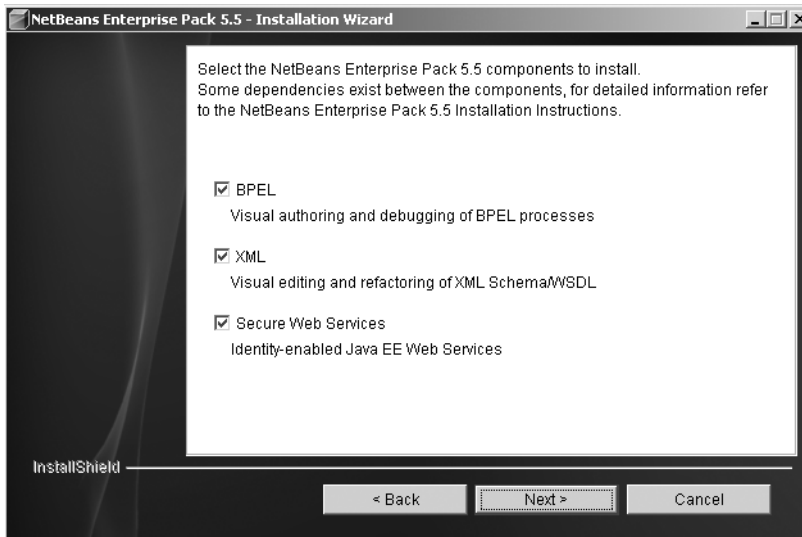 NetBeans Enterprise Pack 5.5 - Installation Wizard
Select the NetBeans Enterprise Pack 5.5 components to install.
Some dependencies exist between the components, for detailed information refer
to the NetBeans Enterprise Pack 5.5 Installation Instructions.
BPEL
Visual authoring and debugging of BPEL processes
XML
Visual editing and refactoring of XML Schema/WSDL
Secure Web Services
Identity-enabled Java EE Web Services
InstallShield
< Back
Next >
Cancel